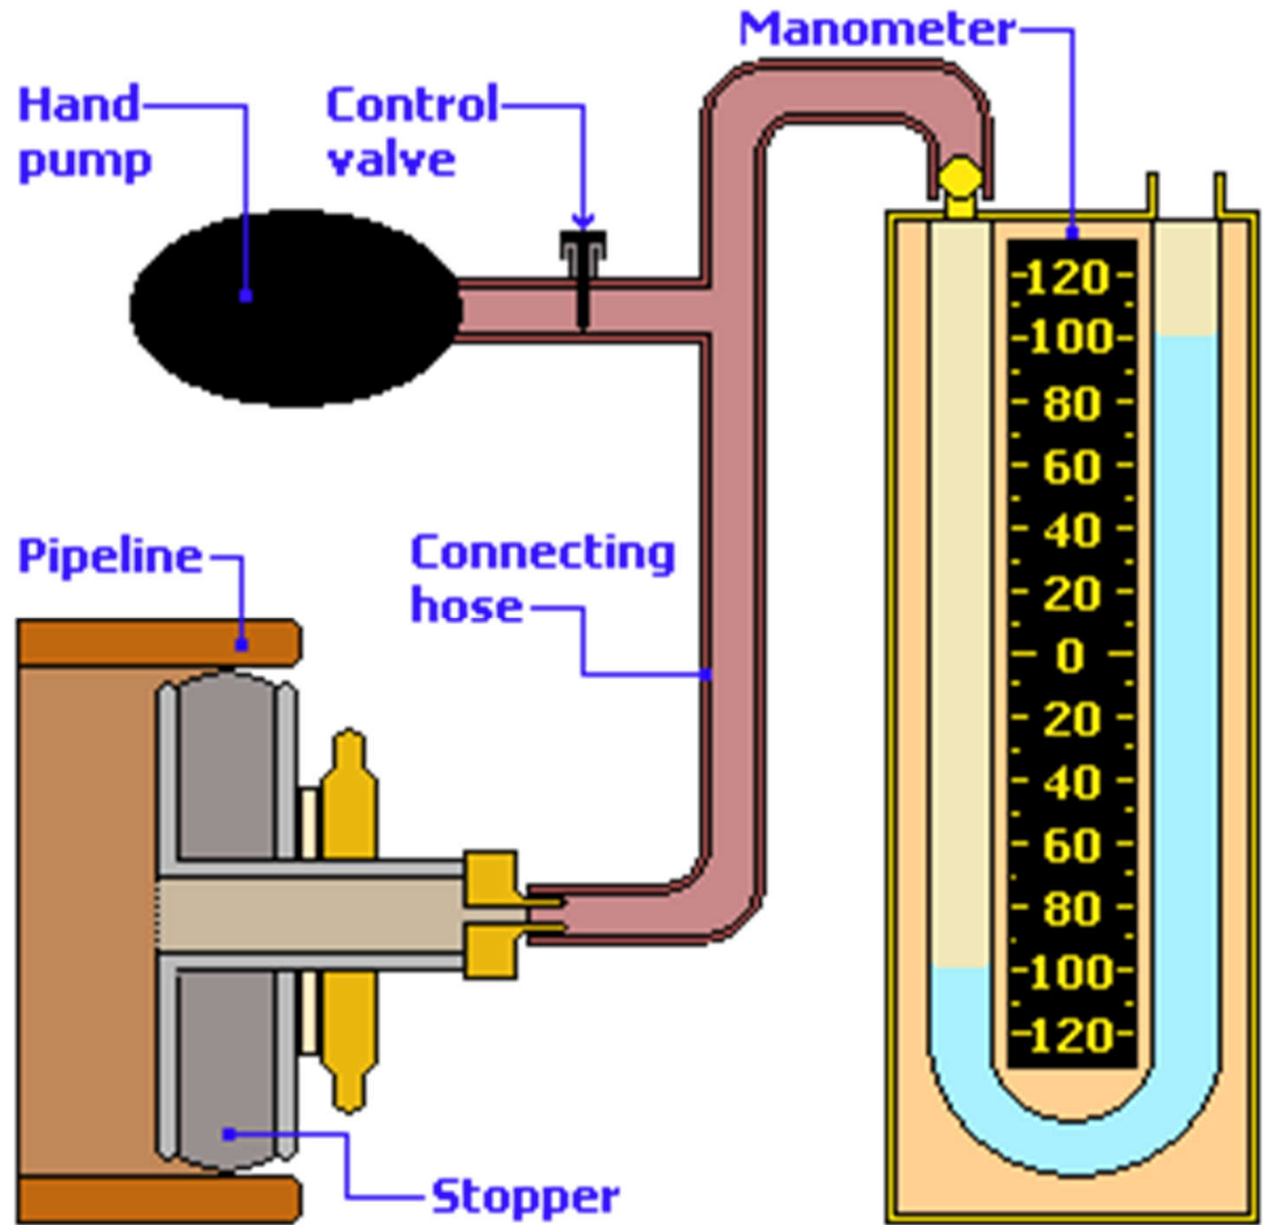 Manometer
Hand
pump
Control
valve
Pipeline
Connecting
hose
Stopper
-120-
-100-
- 80 -
- 60 -
- 40 -
- 20 -
- 0 -
- 20 -
- 40 -
- 60 -
- 80 -
-100-
-120-